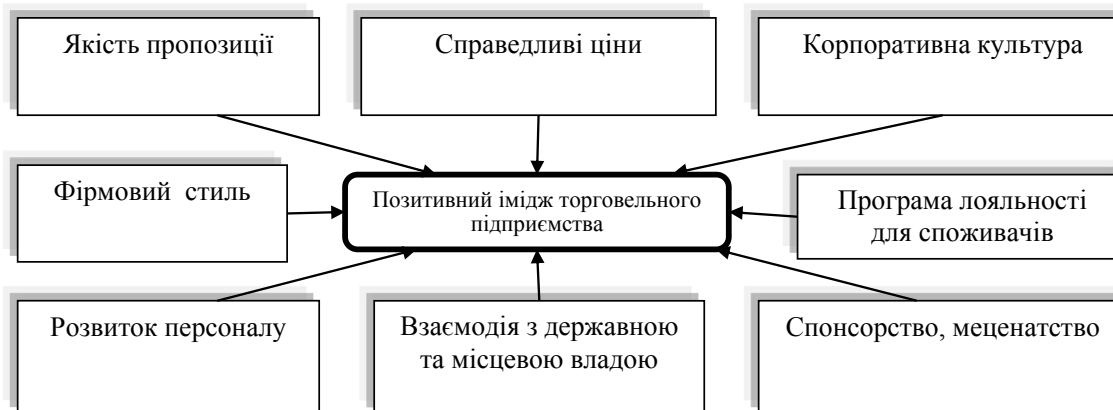 Якість пропозиції
Справедливі ціни
Корпоративна культура
Фірмовий стиль
Позитивний імідж торговельного
підприємства
Програма лояльності
для споживачів
Розвиток персоналу
Взаємодія з державною
та місцевою владою
Спонсорство, меценатство